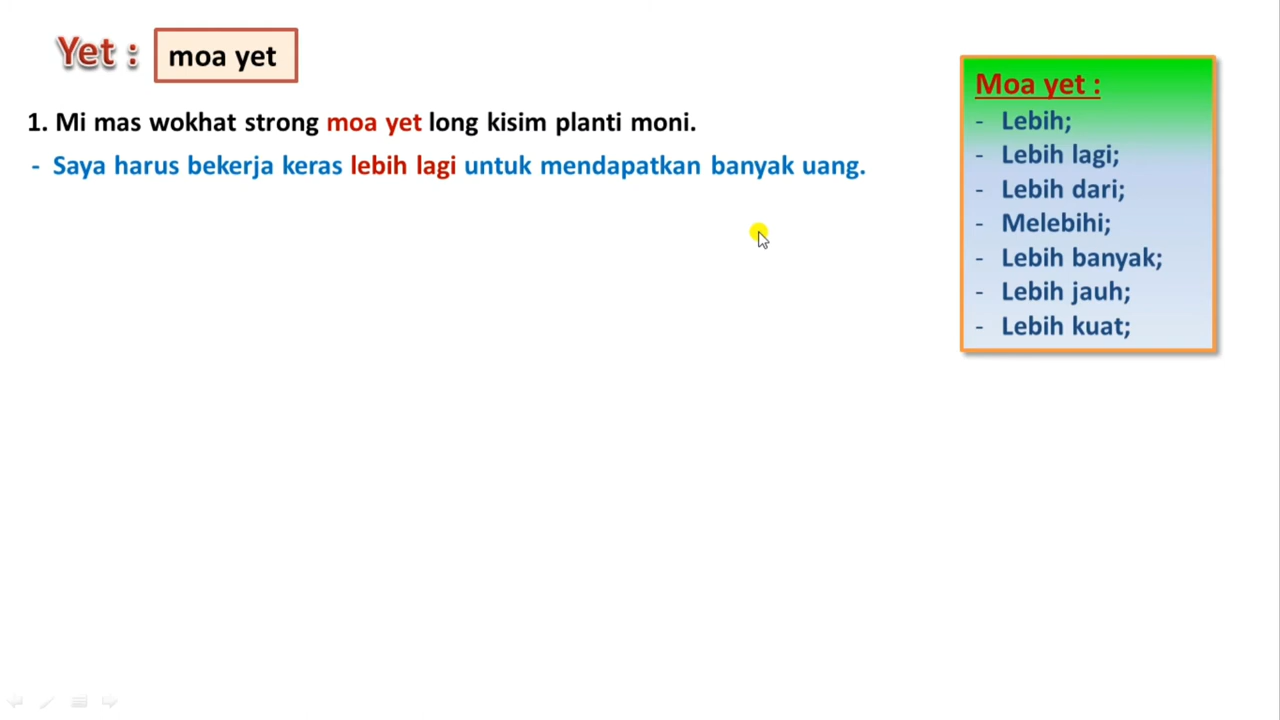 Yet : moa yet
1. Mi mas wokhat strong moa yet long kisim planti moni.
- Saya harus bekerja keras lebih lagi untuk mendapatkan banyak uang.
Moa yet :
- Lebih;
- Lebih lagi;
- Lebih dari;
- Melebihi;
- Lebih banyak;
- Lebih jauh;
- Lebih kuat;